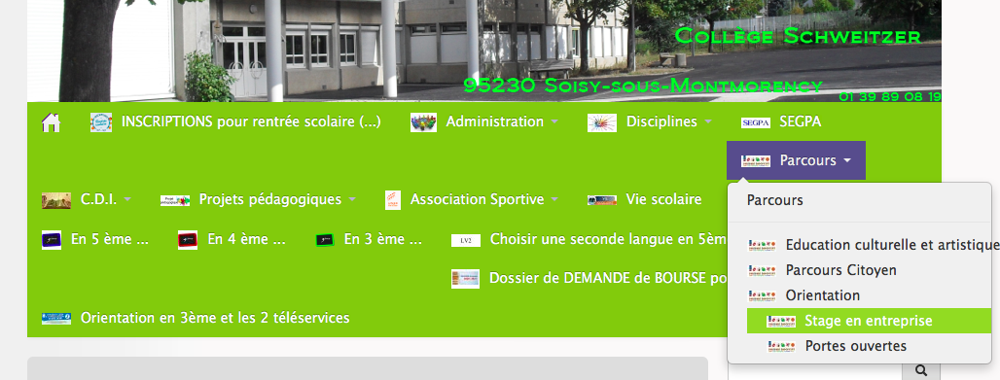 Collège Schweitzer
95230 Soisy-sous-Montmorency
01 39 89 08 19
INSCRIPTIONS pour rentrée scolaire (...)
Administration
Disciplines
SEGPA SEGPA
Parcours
C.D.I.
Projets pédagogiques
Association Sportive
Vie scolaire
Parcours
En 5 ème ...
En 4 ème ...
En 3 ème ...
LV2 Choisir une seconde langue en 5èm
Education culturelle et artistique
Parcours Citoyen
Dossier de DEMANDE de BOURSE po
Orientation
Orientation en 3ème et les 2 téléservices
Stage en entreprise
Portes ouvertes